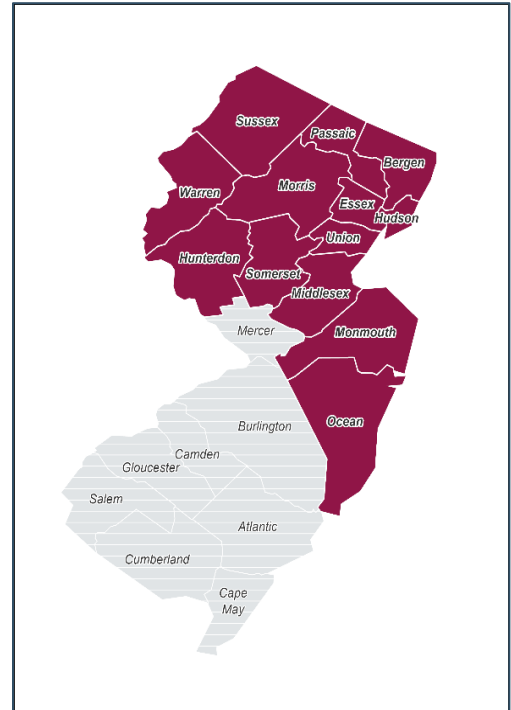 Sussex
Passaic
Bergen
Warren
Morris
Essex
Hudson
Union
Hunterdon
Somerset
Middlesex
Mercer
Monmouth
Ocean
Burlington
Camden
Gloucester
Salem
Atlantic
Cumberland
Cape
May